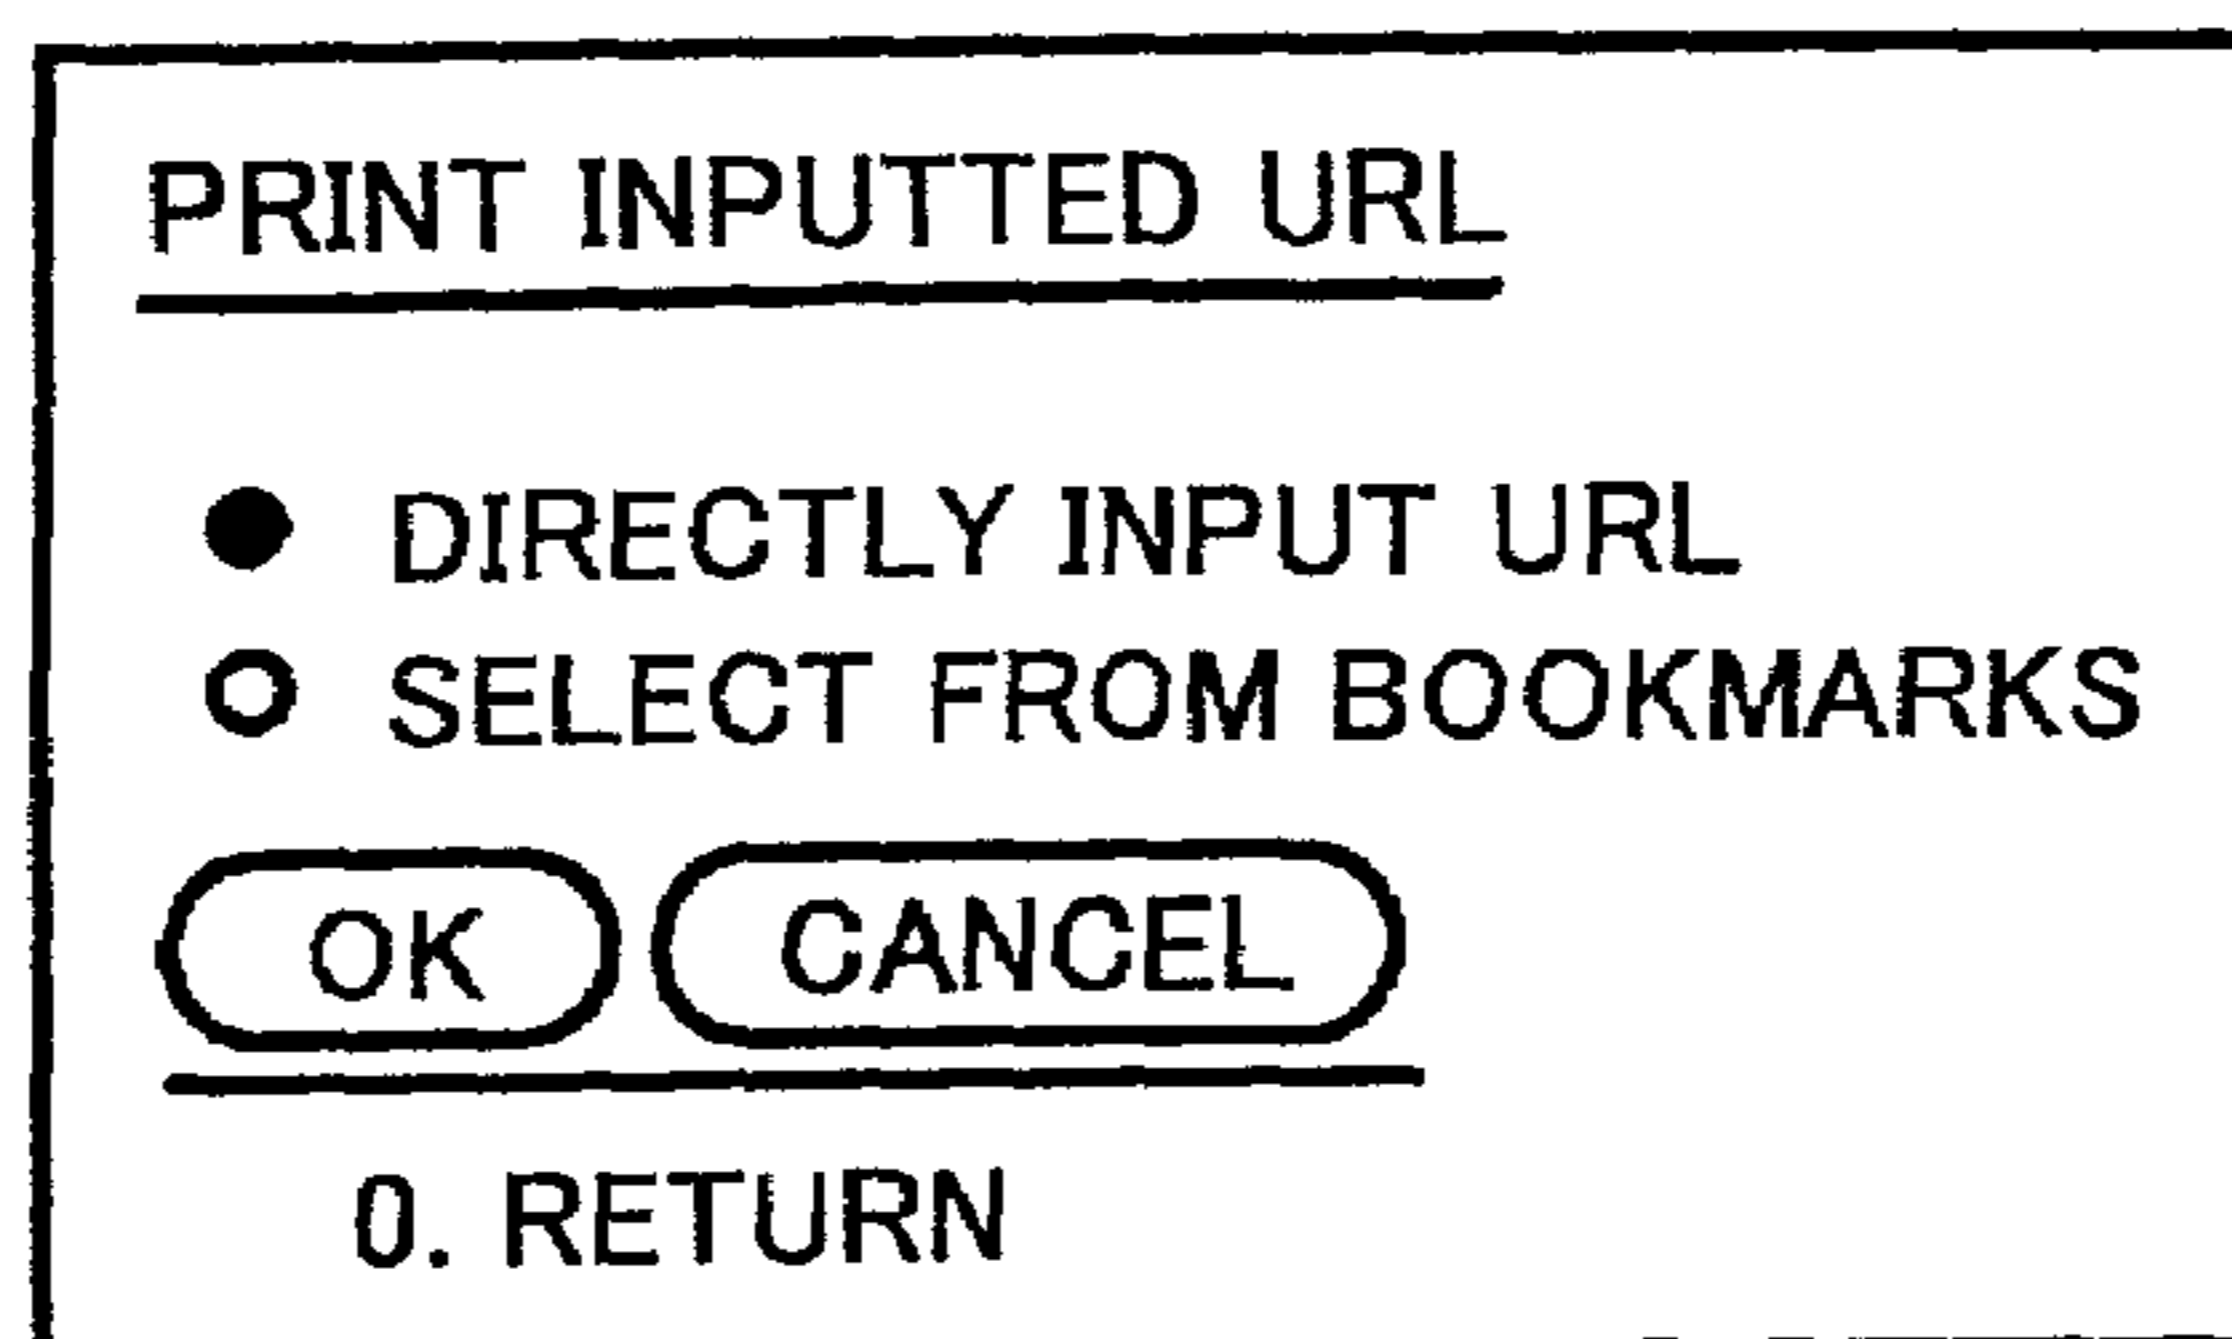 PRINT INPUTTED URL
DIRECTLY INPUT URL
SELECT FROM BOOKMARKS
OK CANCEL
0. RETURN